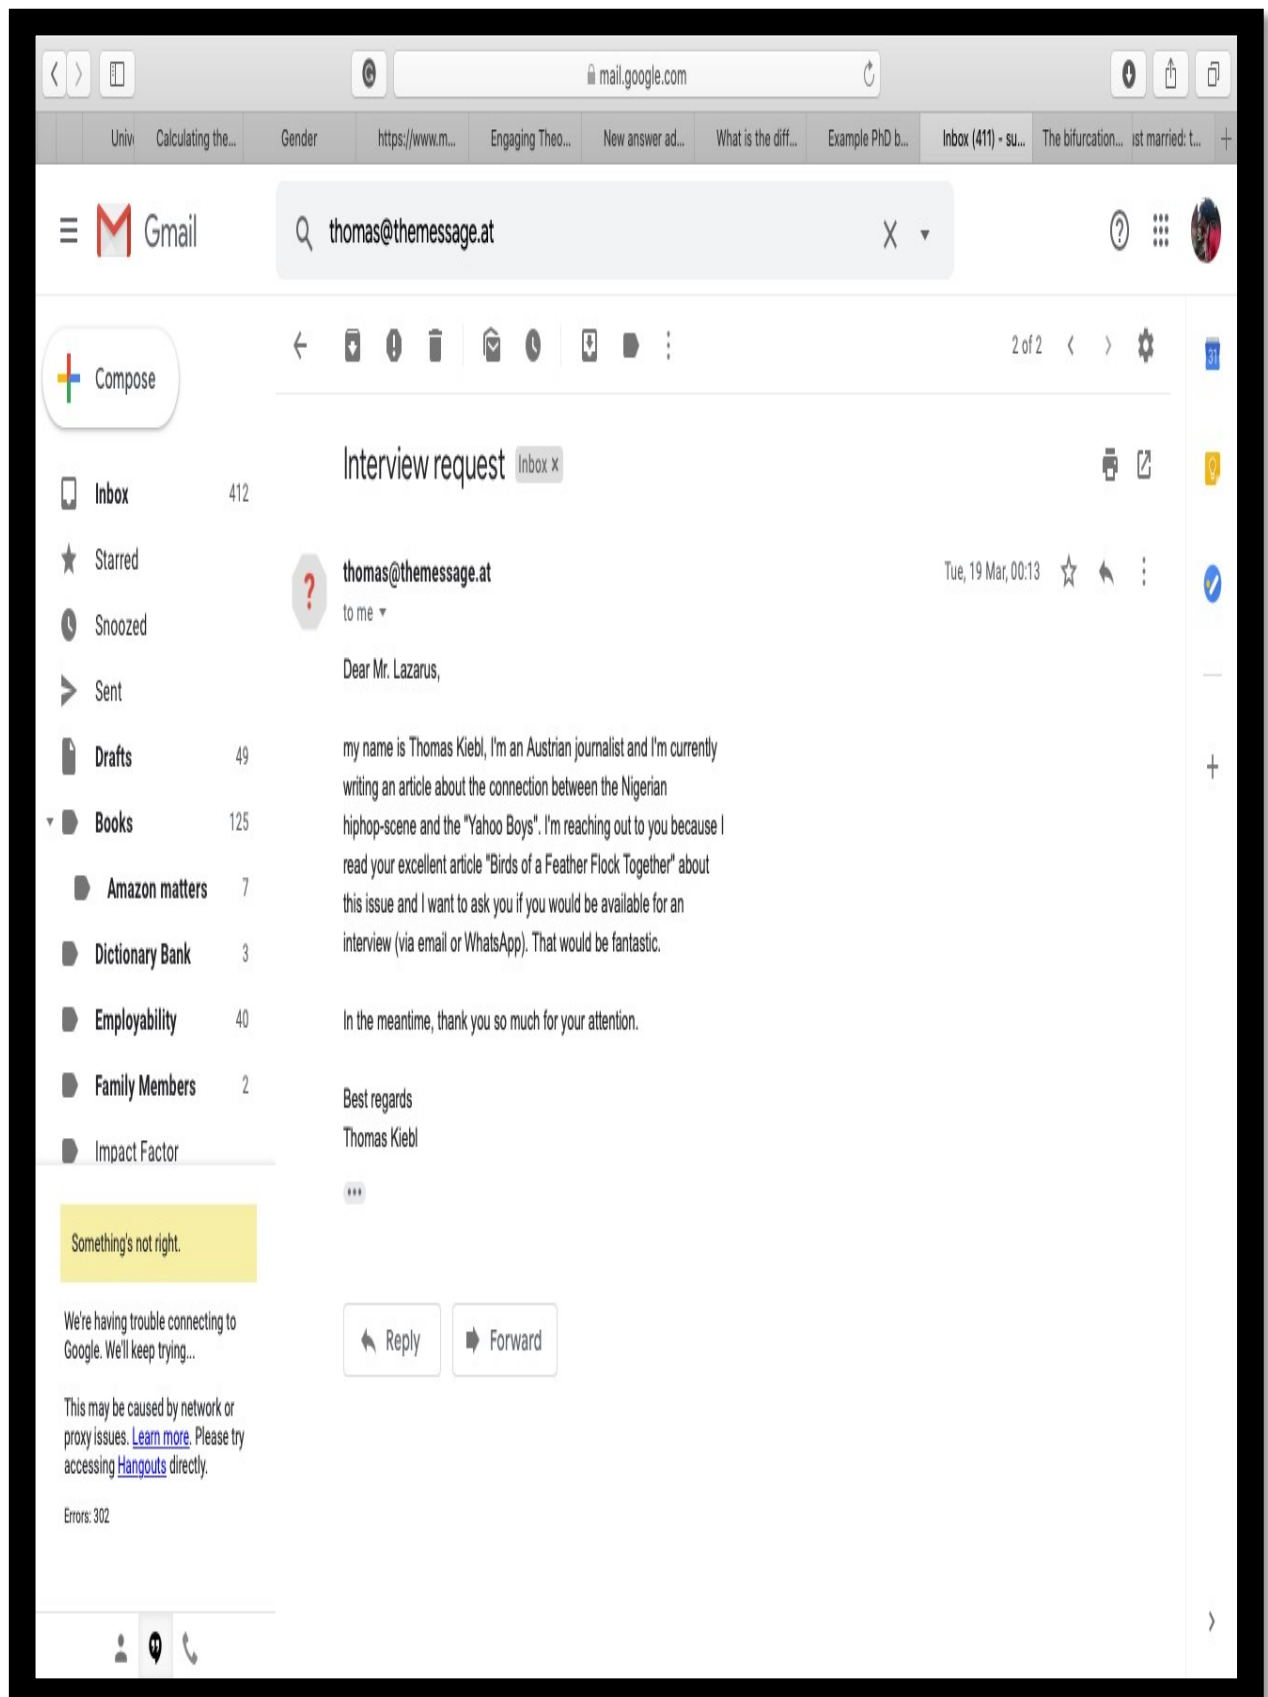 mail.google.com
Univ Calculating the... Gender https://www.m... Engaging Theo... New answer ad... What is the diff... Example PhD b... Inbox (411) - su... The bifurcation... ıst married: t... +
Gmail
thomas@themessage.at
Compose
2 of 2
31
Interview request Inbox x
Inbox 412
Starred
Snoozed
Sent
Drafts 49
Books 125
Amazon matters 7
Dictionary Bank 3
Employability 40
Family Members 2
Impact Factor
thomas@themessage.at Tue, 19 Mar, 00:13
to me
Dear Mr. Lazarus,
my name is Thomas Kiebl, I'm an Austrian journalist and I'm currently
writing an article about the connection between the Nigerian
hiphop-scene and the "Yahoo Boys". I'm reaching out to you because I
read your excellent article "Birds of a Feather Flock Together" about
this issue and I want to ask you if you would be available for an
interview (via email or WhatsApp). That would be fantastic.
In the meantime, thank you so much for your attention.
Best regards
Thomas Kiebl
Reply Forward
Something's not right.
We're having trouble connecting to
Google. We'll keep trying...
This may be caused by network or
proxy issues. Learn more. Please try
accessing Hangouts directly.
Errors: 302